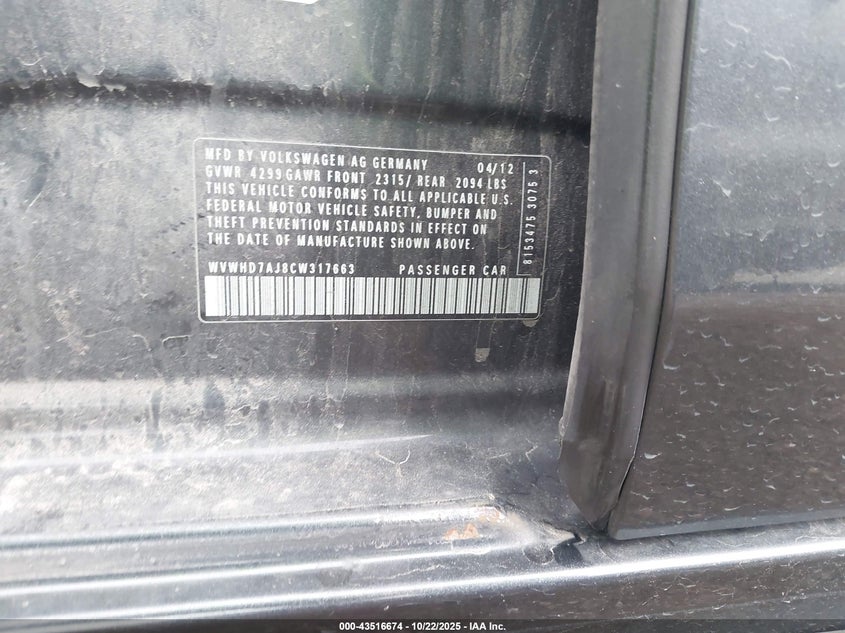 MFD BY VOLKSWAGEN AG GERMANY 04/12
GVWR 4299 GAWR FRONT 2315/ REAR 2094 LBS
THIS VEHICLE CONFORMS TO ALL APPLICABLE U.S.
FEDERAL MOTOR VEHICLE SAFETY, BUMPER AND
THEFT PREVENTION STANDARDS IN EFFECT ON
THE DATE OF MANUFACTURE SHOWN ABOVE.
WVWHD7AJ8CW317663 PASSENGER CAR
8153475 3075 3
000-43516674 - 10/22/2025 - IAA Inc.